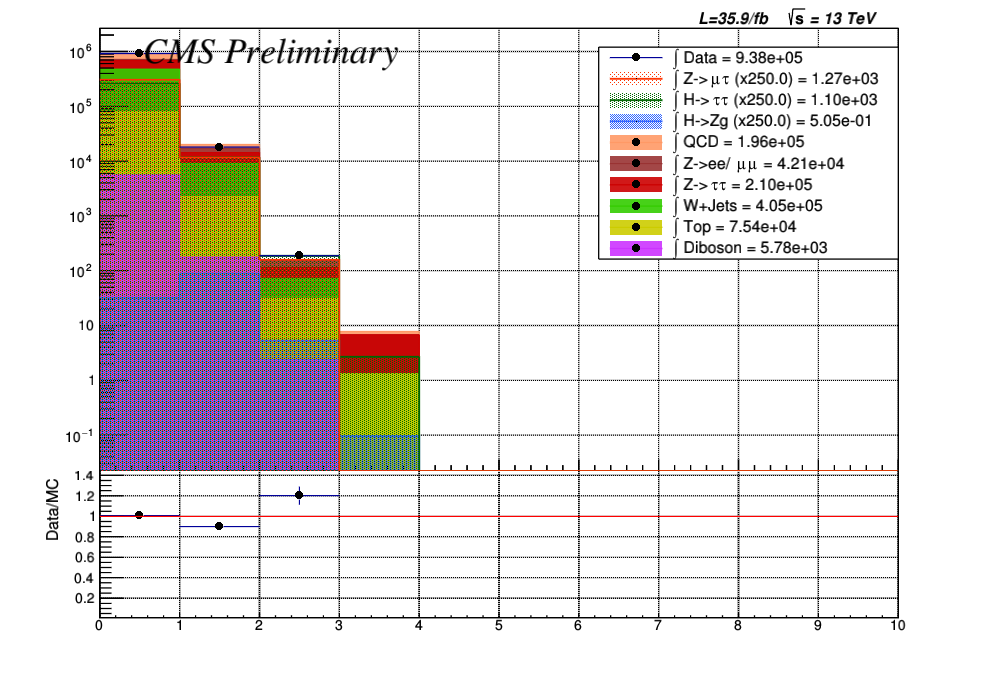 L=35.9/fb √s = 13 TeV
CMS Preliminary
10⁶
10⁵
10⁴
10³
10²
10
1
10⁻¹
∫ Data = 9.38e+05
∫ Z->μτ (x250.0) = 1.27e+03
∫ H->ττ (x250.0) = 1.10e+03
∫ H->Zg (x250.0) = 5.05e-01
∫ QCD = 1.96e+05
∫ Z->ee/ μμ = 4.21e+04
∫ Z->ττ = 2.10e+05
∫ W+Jets = 4.05e+05
∫ Top = 7.54e+04
∫ Diboson = 5.78e+03
Data/MC
1.4
1.2
1
0.8
0.6
0.4
0.2
0 1 2 3 4 5 6 7 8 9 10